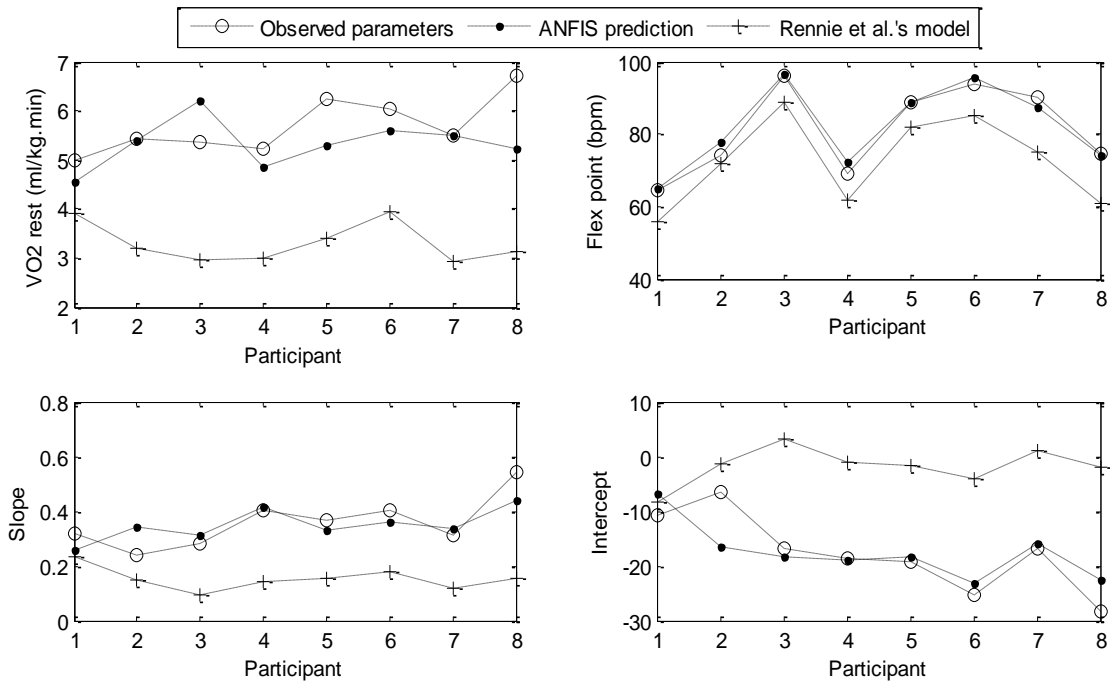 Observed parameters ANFIS prediction Rennie et al.'s model
VO2 rest (ml/kg.min)
7
6
5
4
3
2
1 2 3 4 5 6 7 8
Participant
Flex point (bpm)
100
80
60
40
1 2 3 4 5 6 7 8
Participant
Slope
0.8
0.6
0.4
0.2
0
1 2 3 4 5 6 7 8
Participant
Intercept
10
0
-10
-20
-30
1 2 3 4 5 6 7 8
Participant